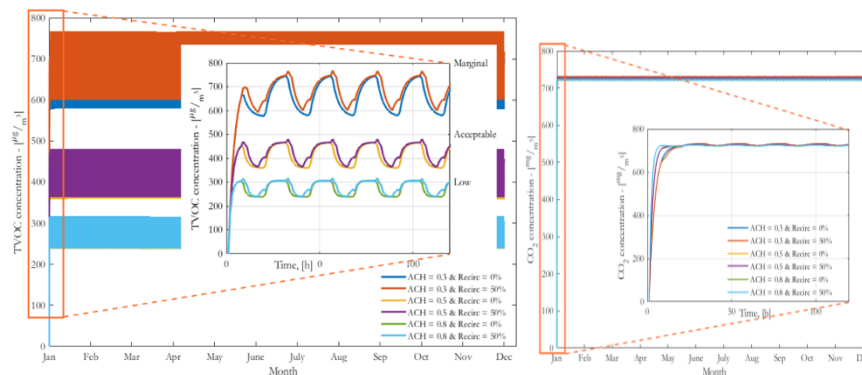 800
700
600
500
400
300
200
100
0
TVOC concentration - [µg/m³]
Jan Feb Mar Apr May June July Aug Sep Oct Nov Dec
Month
800
700
600
500
400
300
200
100
0
TVOC concentration - [µg/m³]
Marginal
Acceptable
Low
0 0 100
Time, [h]
ACH = 0.3 & Recirc = 0%
ACH = 0.3 & Recirc = 50%
ACH = 0.5 & Recirc = 0%
ACH = 0.5 & Recirc = 50%
ACH = 0.8 & Recirc = 0%
ACH = 0.8 & Recirc = 50%
800
700
600
500
400
300
200
100
0
CO₂ concentration - [mg/m³]
Jan Feb Mar Apr May June July Aug Sep Oct Nov De
Month
800
600
400
200
0
CO₂ concentration - [mg/m³]
0 50 100
Time, [h]
ACH = 0.3 & Recirc = 0%
ACH = 0.3 & Recirc = 50%
ACH = 0.5 & Recirc = 0%
ACH = 0.5 & Recirc = 50%
ACH = 0.8 & Recirc = 0%
ACH = 0.8 & Recirc = 50%